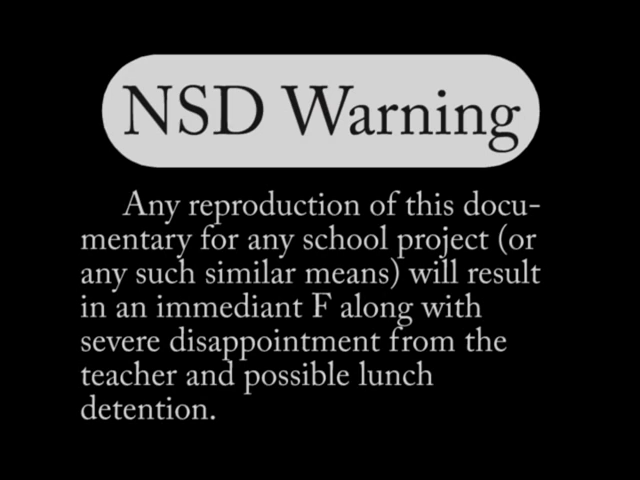 NSD Warning
Any reproduction of this docu-
mentary for any school project (or
any such similar means) will result
in an immediant F along with
severe disappointment from the
teacher and possible lunch
detention.